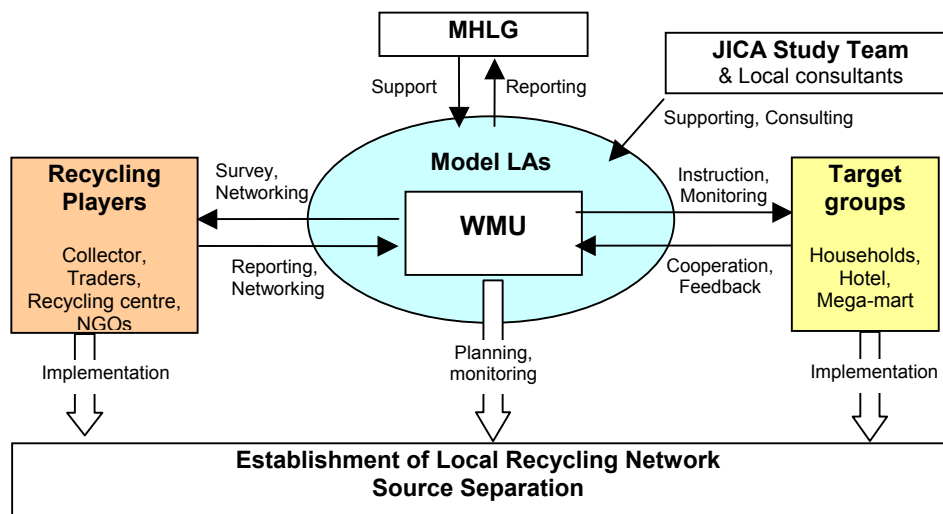 MHLG
JICA Study Team
& Local consultants
Support
Reporting
Supporting, Consulting
Recycling
Players
Collector,
Traders,
Recycling centre,
NGOs
Survey,
Networking
Reporting,
Networking
Model LAs
WMU
Instruction,
Monitoring
Cooperation,
Feedback
Target
groups
Households,
Hotel,
Mega-mart
Implementation
Planning,
monitoring
Implementation
Establishment of Local Recycling Network
Source Separation